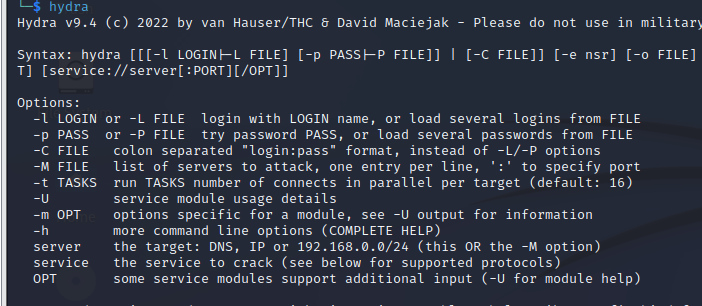 $ hydra
Hydra v9.4 (c) 2022 by van Hauser/THC & David Maciejak - Please do not use in military
Syntax: hydra [[[-l LOGIN|-L FILE] [-p PASS|-P FILE]] | [-C FILE]] [-e nsr] [-o FILE]
T] [service://server[:PORT][/OPT]]
Options:
-l LOGIN or -L FILE login with LOGIN name, or load several logins from FILE
-p PASS or -P FILE try password PASS, or load several passwords from FILE
-C FILE colon separated "login:pass" format, instead of -L/-P options
-M FILE list of servers to attack, one entry per line, ':' to specify port
-t TASKS run TASKS number of connects in parallel per target (default: 16)
-U service module usage details
-m OPT options specific for a module, see -U output for information
-h more command line options (COMPLETE HELP)
server the target: DNS, IP or 192.168.0.0/24 (this OR the -M option)
service the service to crack (see below for supported protocols)
OPT some service modules support additional input (-U for module help)